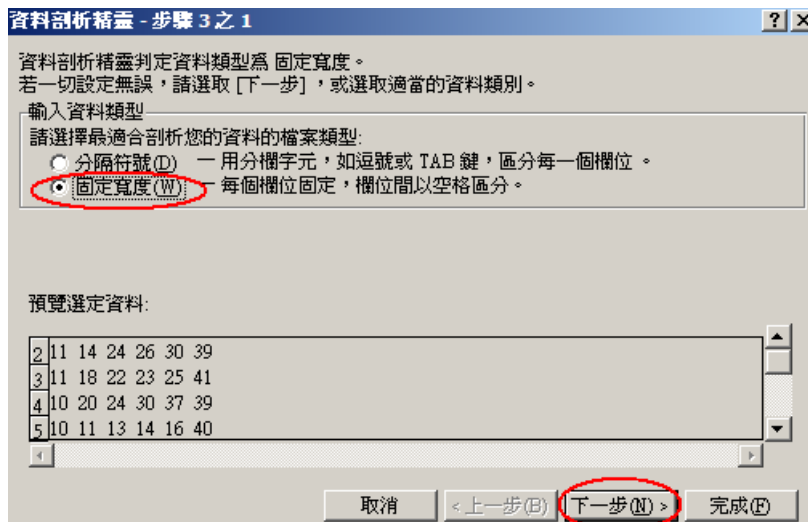 資料剖析精靈 - 步驟 3 之 1
資料剖析精靈判定資料類型為 固定寬度。
若一切設定無誤，請選取 [下一步]，或選取適當的資料類別。
輸入資料類型
請選擇最適合剖析您的資料的檔案類型:
分隔符號(D) 一 用分欄字元，如逗號或 TAB 鍵，區分每一個欄位。
固定寬度(W) 一 每個欄位固定，欄位間以空格區分。
預覽選定資料:
2 11 14 24 26 30 39
3 11 18 22 23 25 41
4 10 20 24 30 37 39
5 10 11 13 14 16 40
取消 <上一步(B) 下一步(N)> 完成(F)